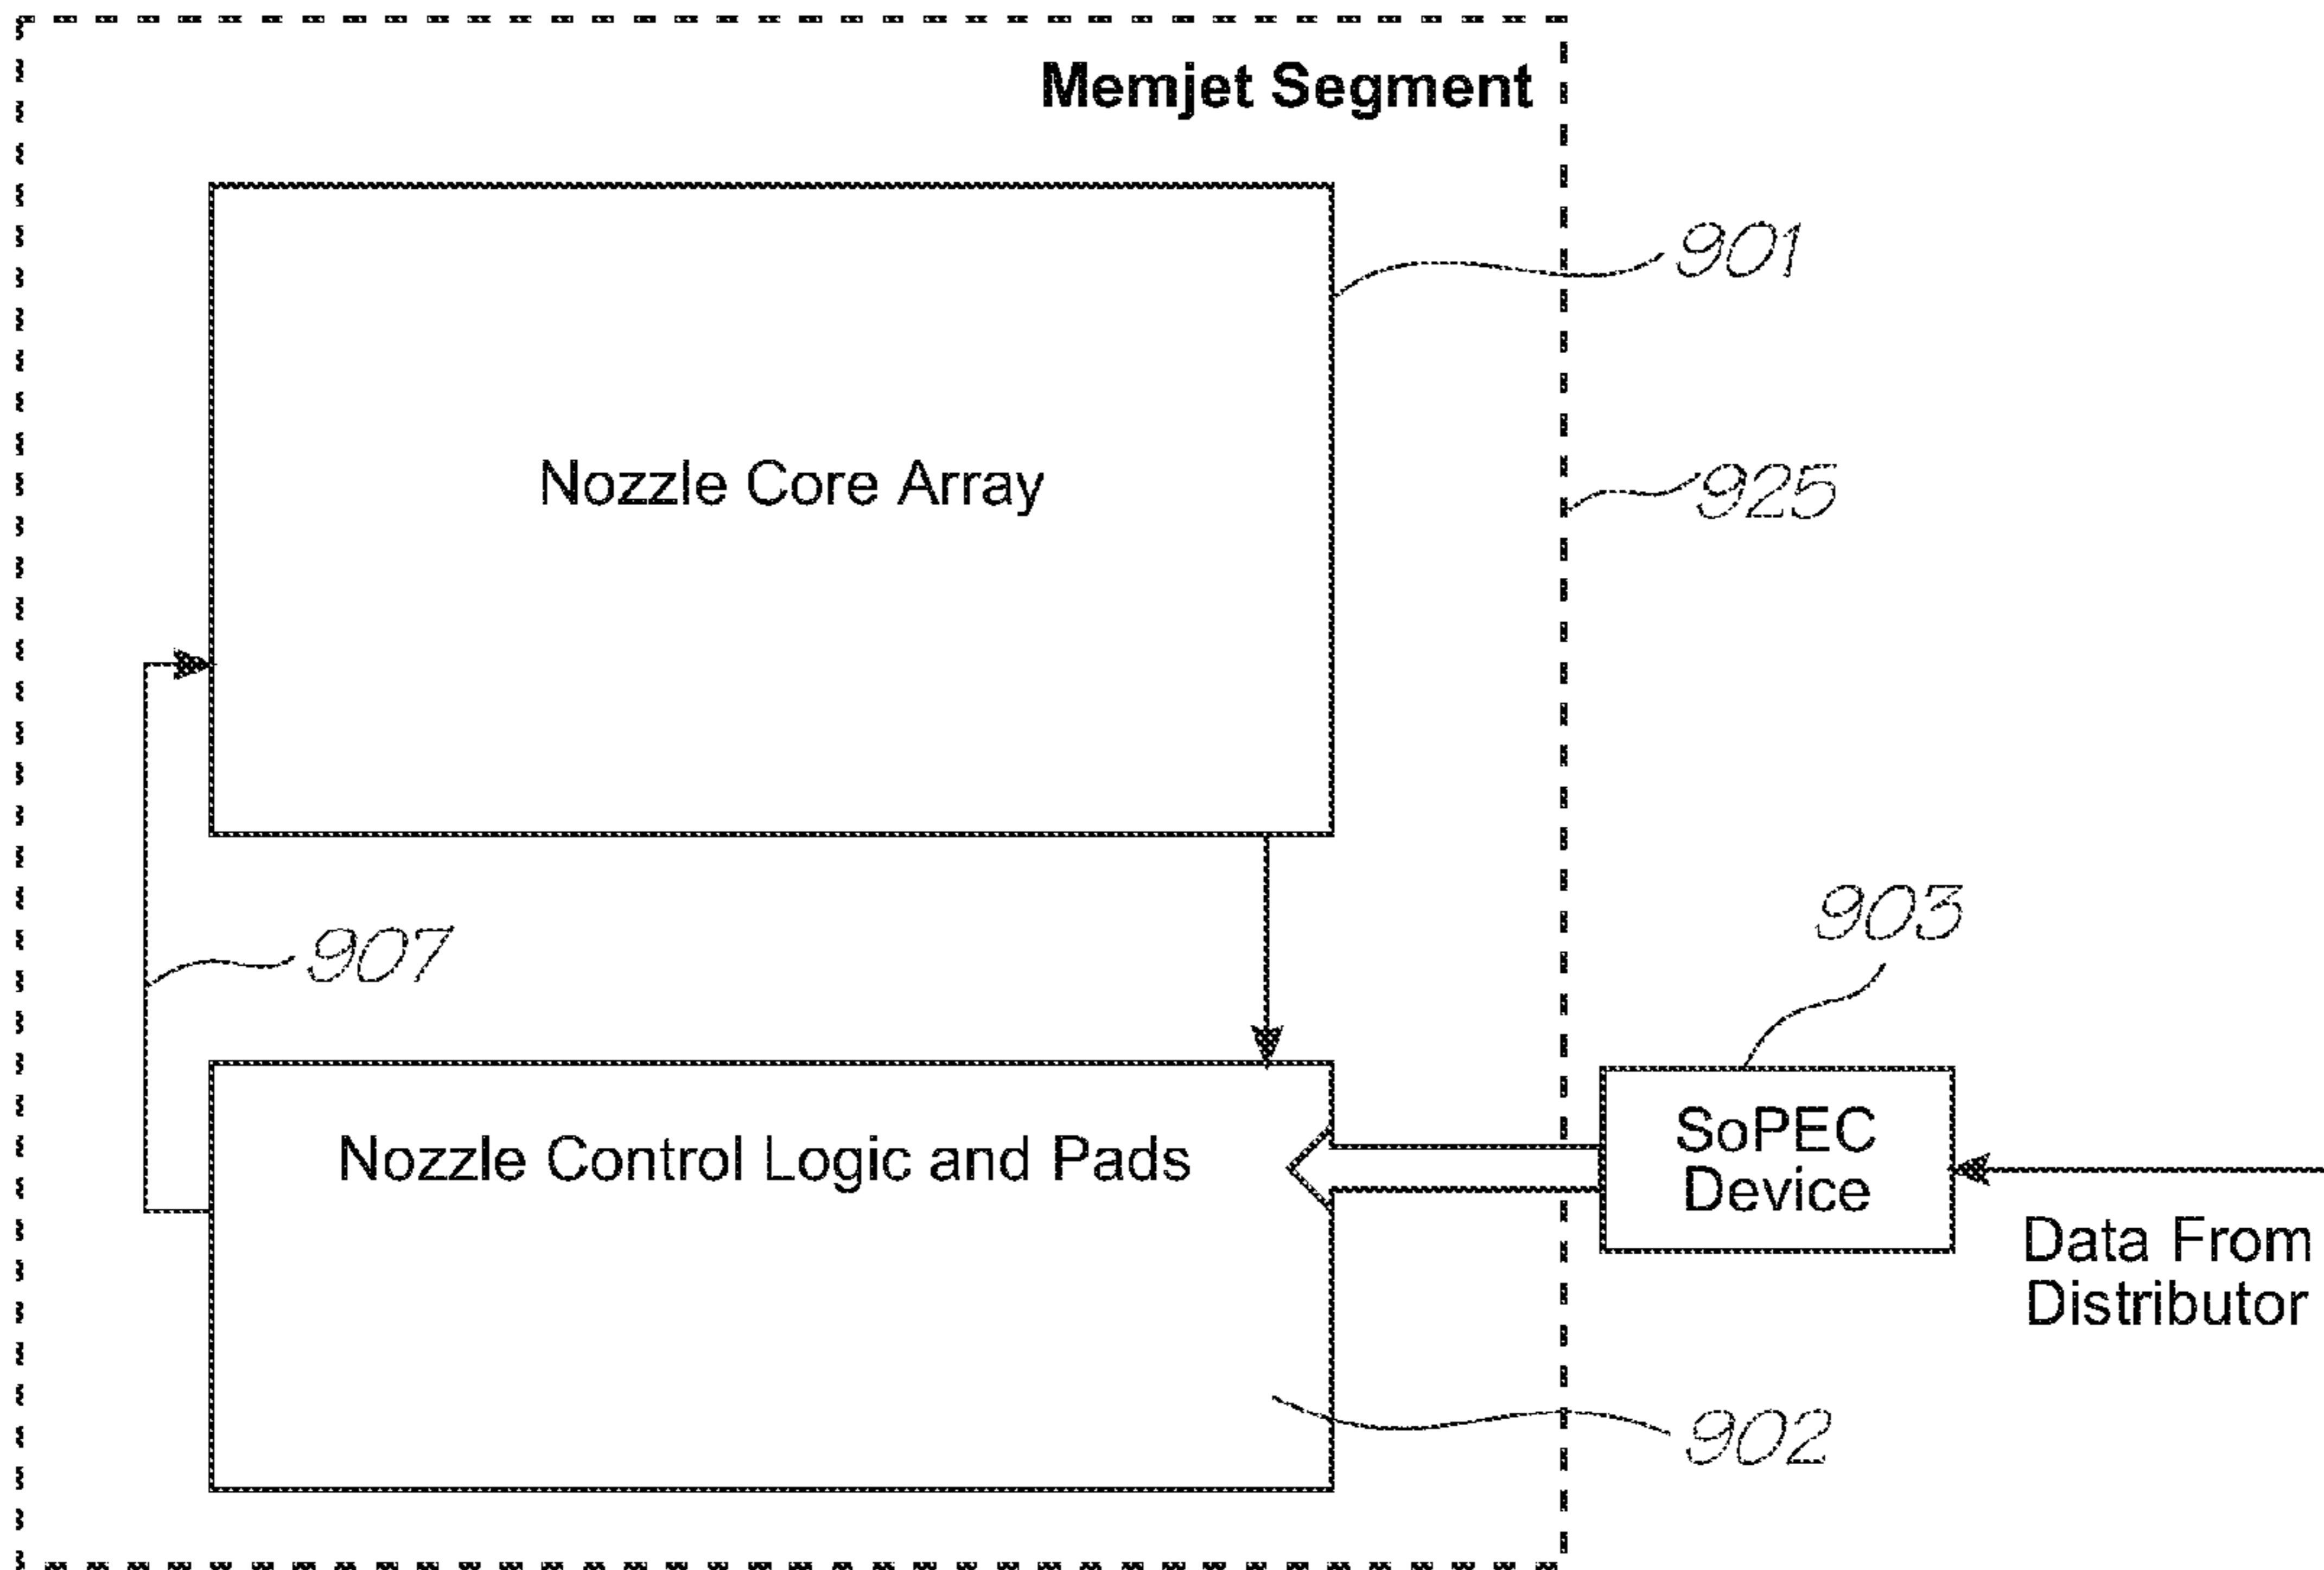 Memjet Segment
901
Nozzle Core Array
925
903
907
SoPEC
Device
Nozzle Control Logic and Pads
Data From
Distributor
902